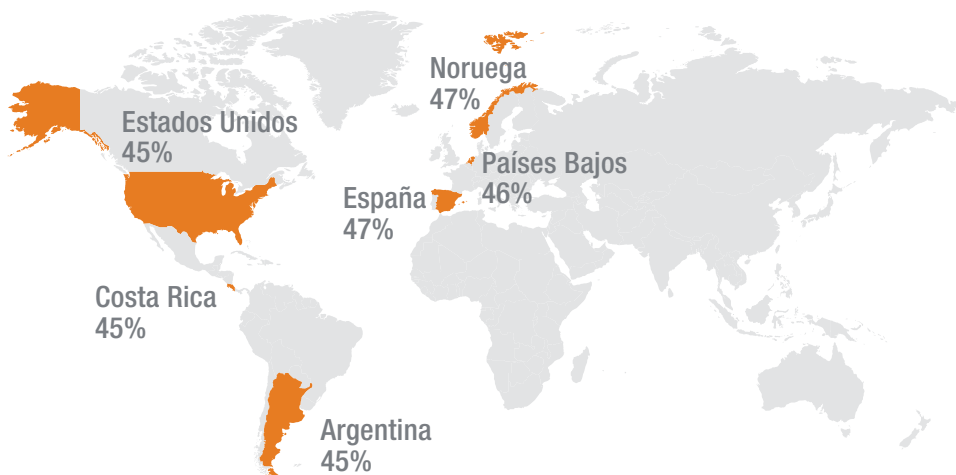 Noruega
47%
Estados Unidos
45%
Países Bajos
46%
España
47%
Costa Rica
45%
Argentina
45%